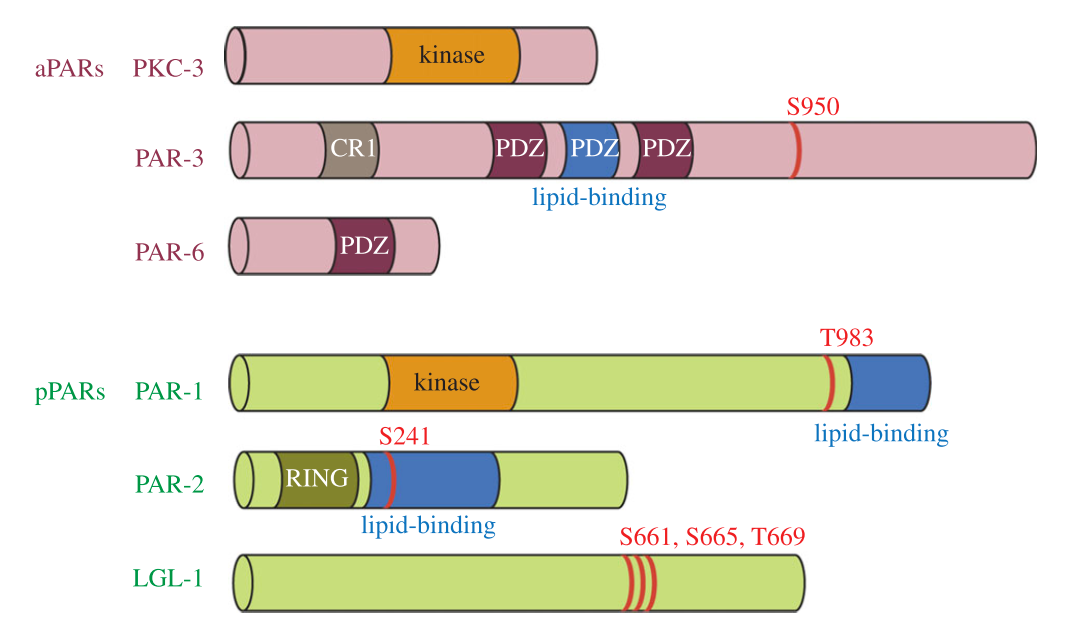 kinase
aPARs PKC-3
S950
CR1 PDZ PDZ PDZ
PAR-3
lipid-binding
PDZ
PAR-6
T983
kinase
pPARs PAR-1
lipid-binding
S241
RING
PAR-2
lipid-binding
S661, S665, T669
LGL-1